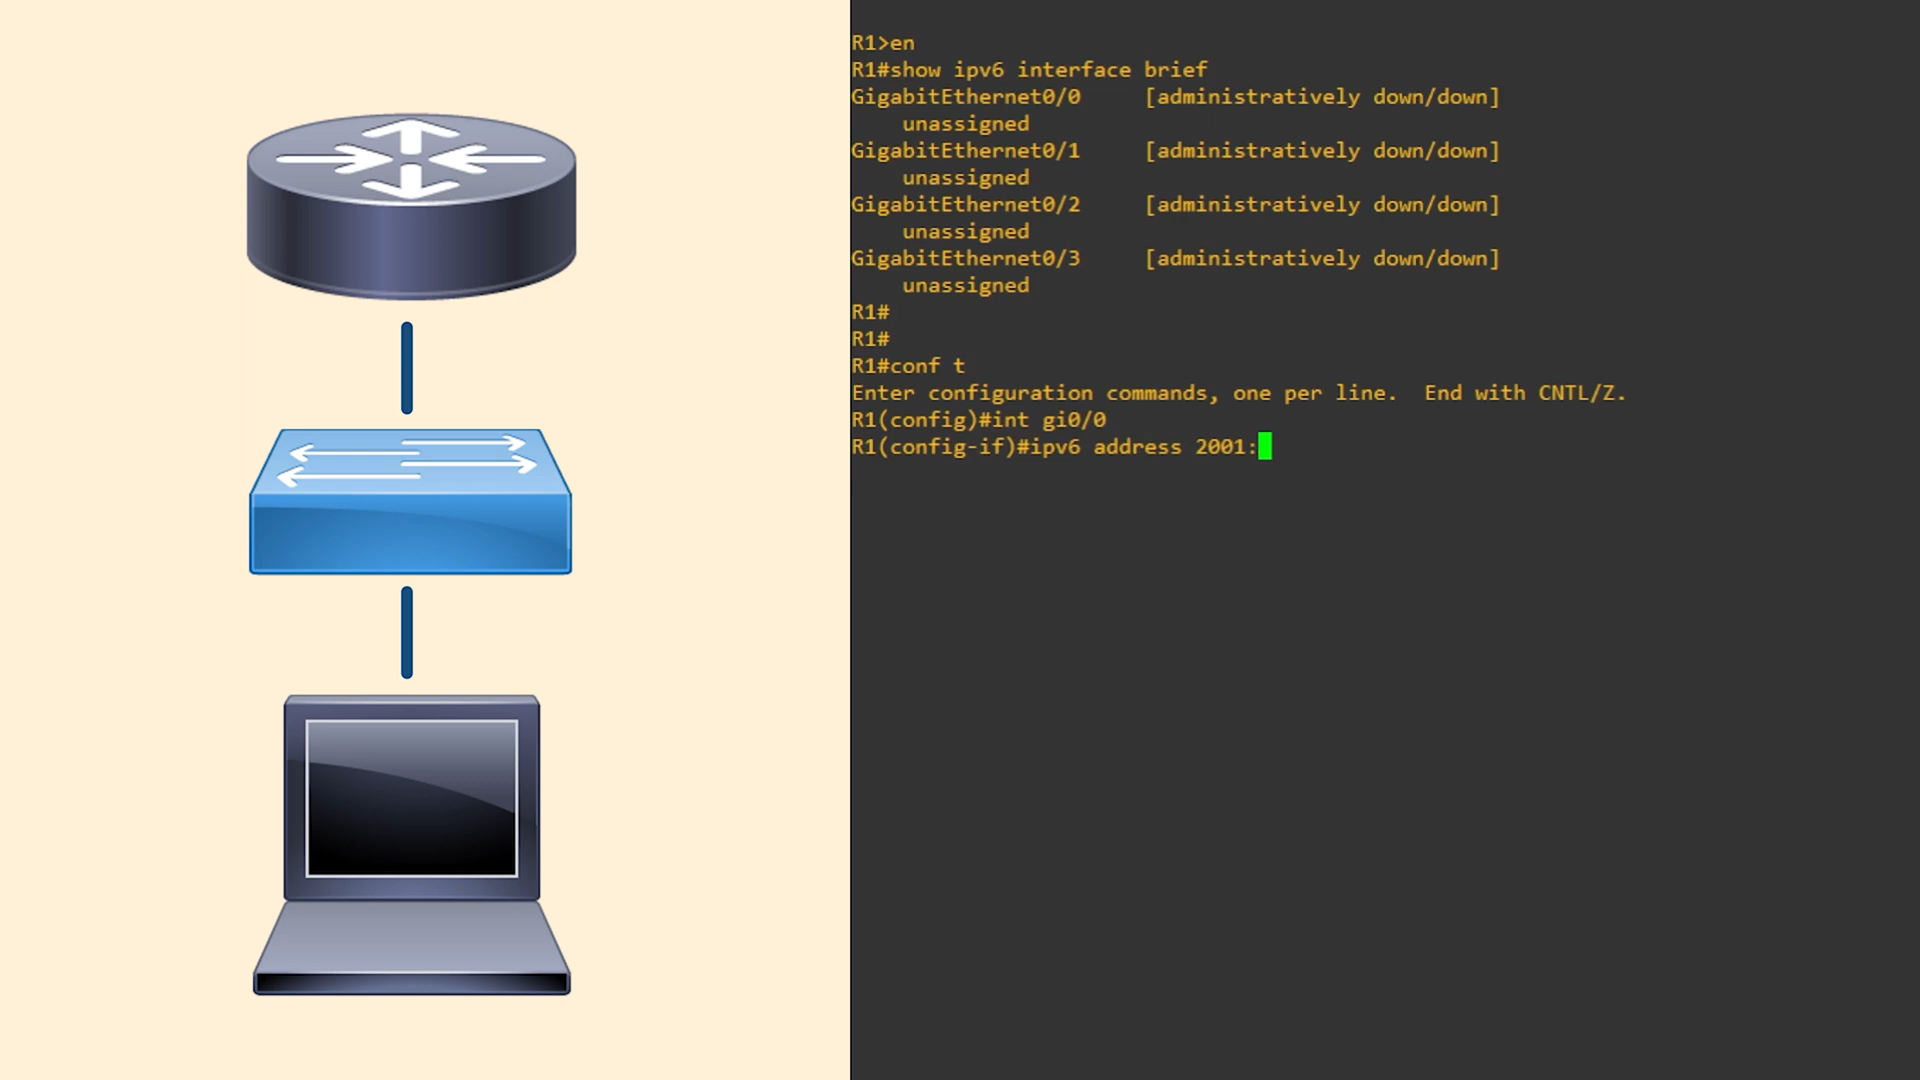 R1>en
R1#show ipv6 interface brief
GigabitEthernet0/0     [administratively down/down]
    unassigned
GigabitEthernet0/1     [administratively down/down]
    unassigned
GigabitEthernet0/2     [administratively down/down]
    unassigned
GigabitEthernet0/3     [administratively down/down]
    unassigned
R1#
R1#
R1#conf t
Enter configuration commands, one per line.  End with CNTL/Z.
R1(config)#int gi0/0
R1(config-if)#ipv6 address 2001: